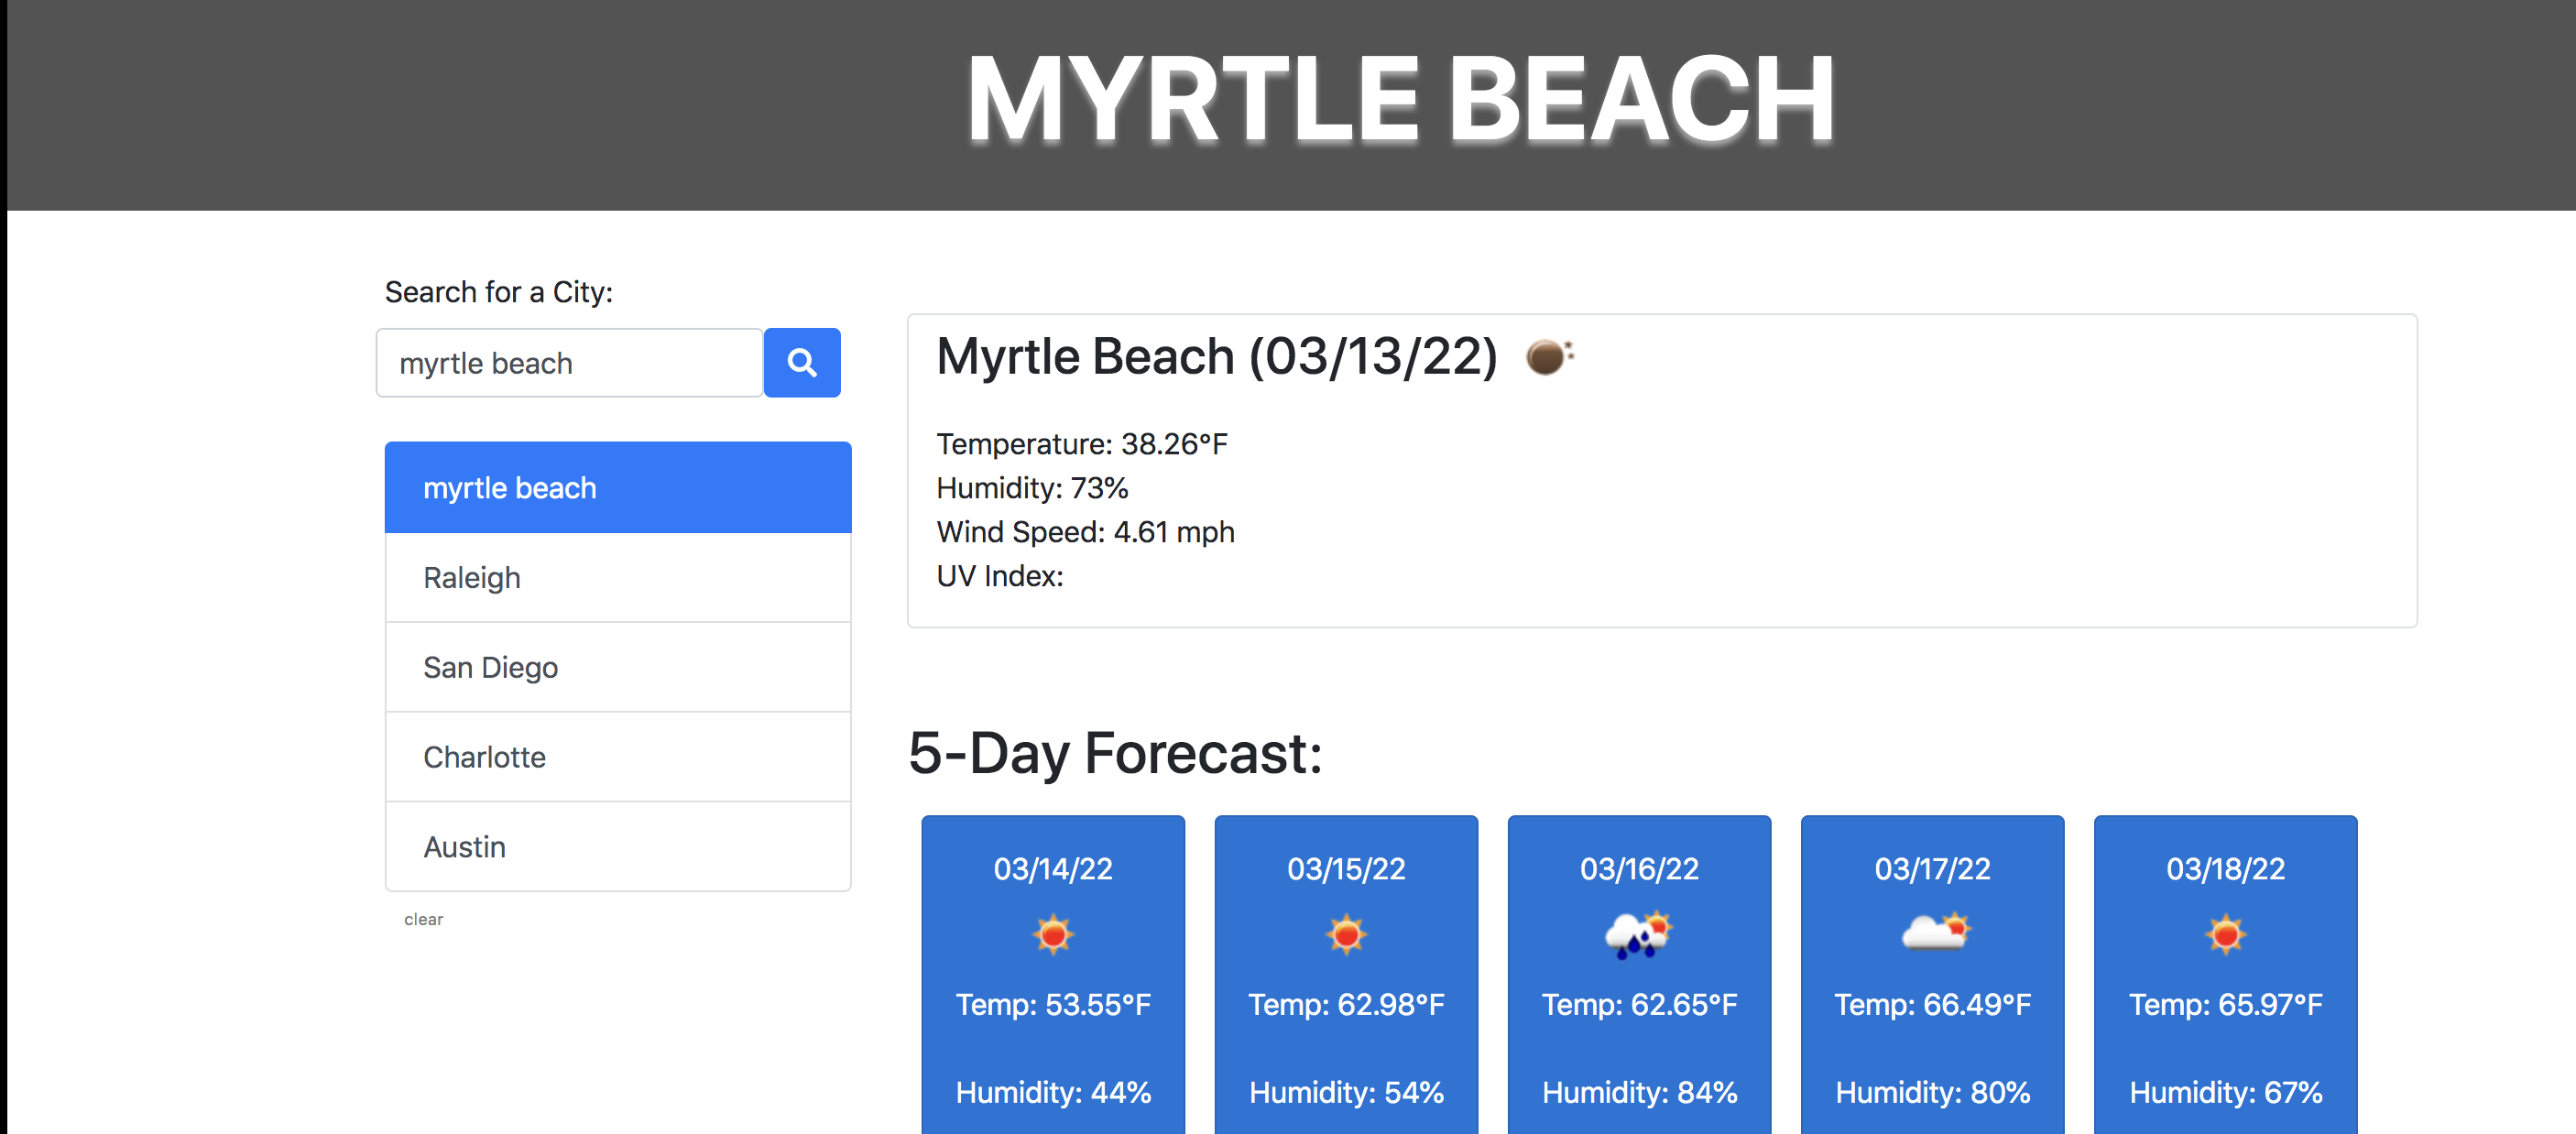 MYRTLE BEACH
Search for a City:
myrtle beach
myrtle beach
Raleigh
San Diego
Charlotte
Austin
clear
Myrtle Beach (03/13/22)
Temperature: 38.26°F
Humidity: 73%
Wind Speed: 4.61 mph
UV Index:
5-Day Forecast:
03/14/22
Temp: 53.55°F
Humidity: 44%
03/15/22
Temp: 62.98°F
Humidity: 54%
03/16/22
Temp: 62.65°F
Humidity: 84%
03/17/22
Temp: 66.49°F
Humidity: 80%
03/18/22
Temp: 65.97°F
Humidity: 67%